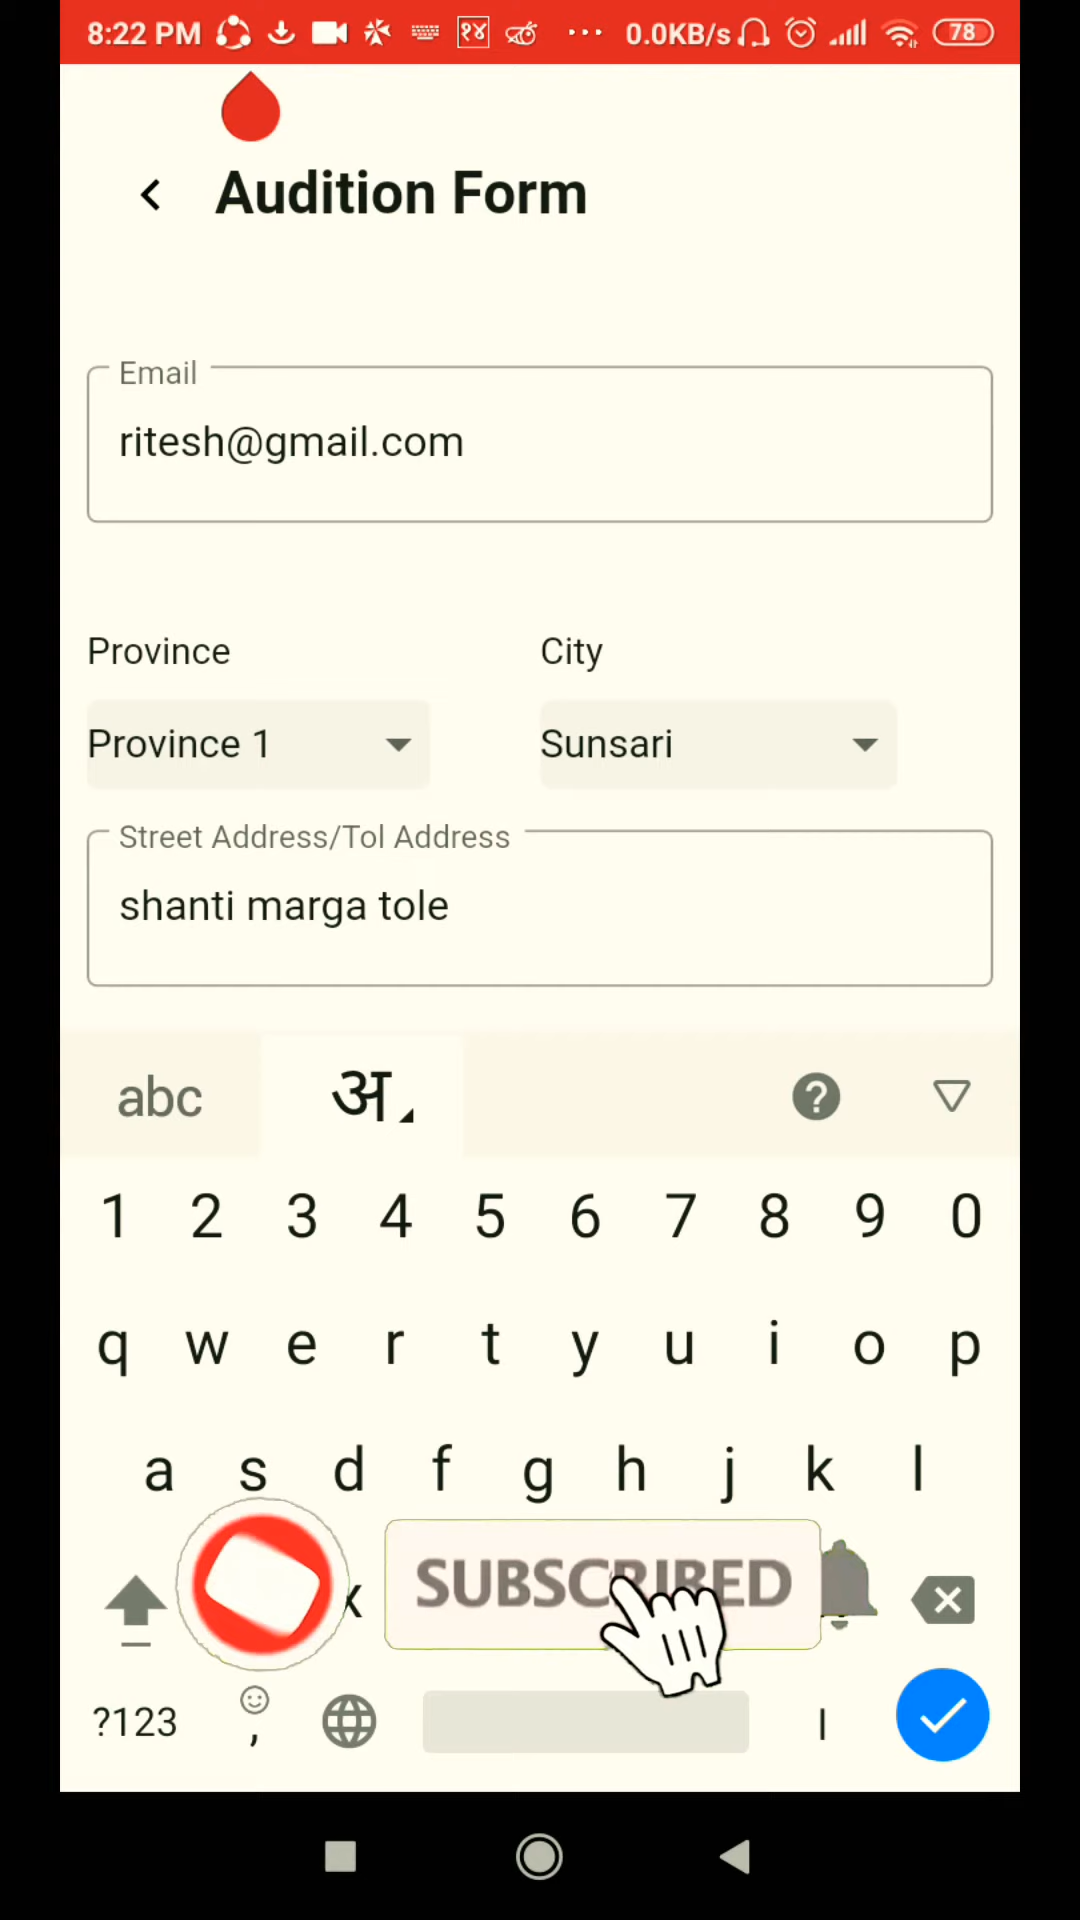 8:22 PM १४ ... 0.0KB/s 78
Audition Form
Email
ritesh@gmail.com
Province City
Province 1 Sunsari
Street Address/Tol Address
shanti marga tole
abc अ ?
1 2 3 4 5 6 7 8 9 0
q w e r t y u i o p
a s d f g h j k l
x SUBSCRIBED
?123 , |